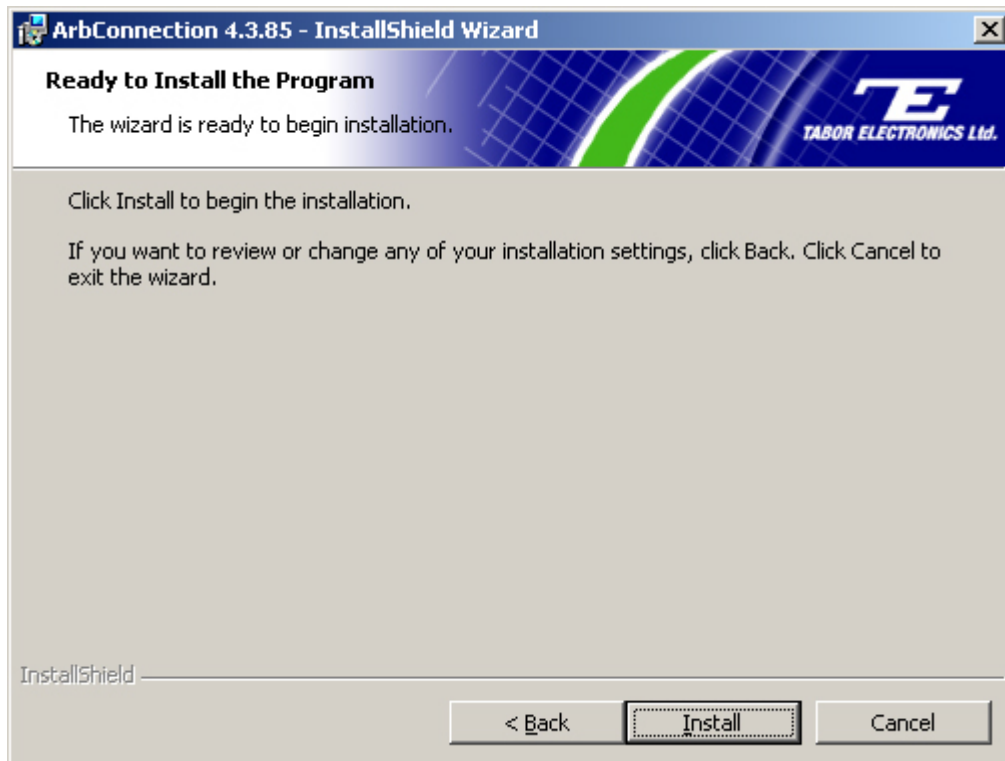 ArbConnection 4.3.85 - InstallShield Wizard
Ready to Install the Program
The wizard is ready to begin installation.
TE
TABOR ELECTRONICS Ltd.
Click Install to begin the installation.
If you want to review or change any of your installation settings, click Back. Click Cancel to
exit the wizard.
InstallShield
< Back
Install
Cancel